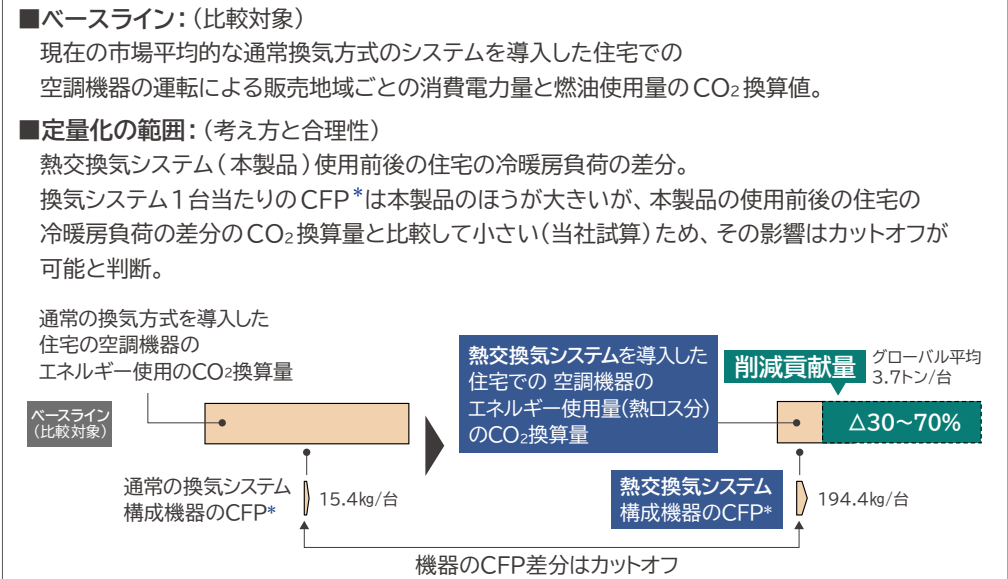 ■ベースライン：（比較対象）
現在の市場平均的な通常換気方式のシステムを導入した住宅での
空調機器の運転による販売地域ごとの消費電力量と燃油使用量のCO₂換算値。
■定量化の範囲：（考え方と合理性）
熱交換気システム（本製品）使用前後の住宅の冷暖房負荷の差分。
換気システム1台当たりのCFP*は本製品のほうが大きいが、本製品の使用前後の住宅の
冷暖房負荷の差分のCO₂換算量と比較して小さい（当社試算）ため、その影響はカットオフが
可能と判断。
通常の換気方式を導入した
住宅の空調機器の
エネルギー使用のCO₂換算量
熱交換気システムを導入した
住宅での 空調機器の
エネルギー使用量(熱ロス分)
のCO₂換算量
削減貢献量
グローバル平均
3.7トン/台
ベースライン
（比較対象）
△30～70%
通常の換気システム
構成機器のCFP*
15.4kg/台
熱交換気システム
構成機器のCFP*
194.4kg/台
機器のCFP差分はカットオフ